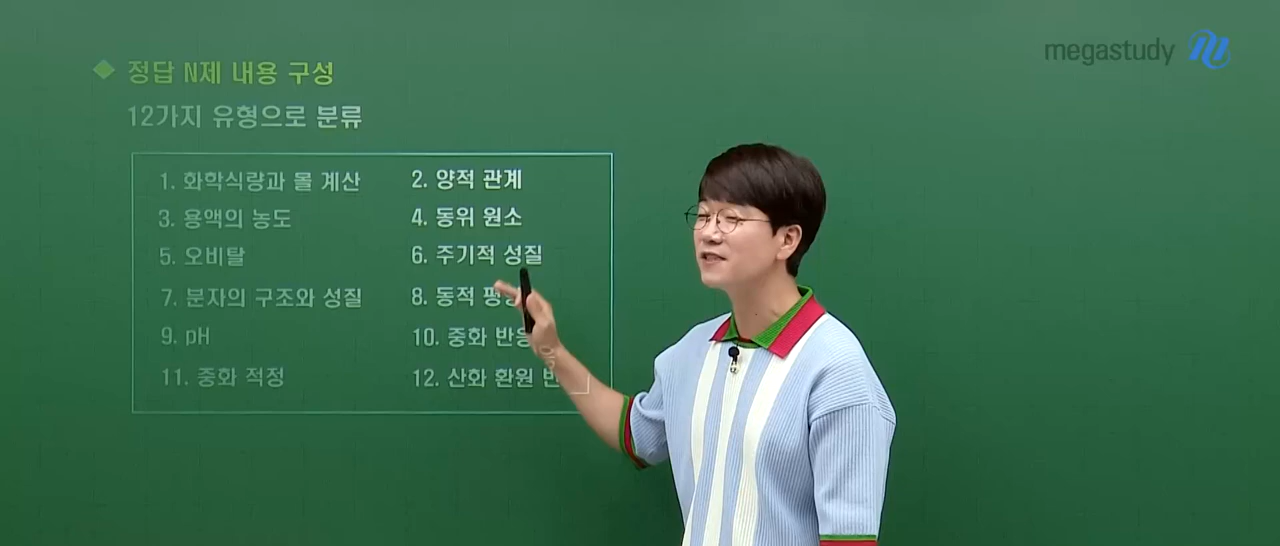 megastudy
정답 N제 내용 구성
12가지 유형으로 분류
1. 화학식량과 몰 계산
2. 양적 관계
3. 용액의 농도
4. 동위 원소
5. 오비탈
6. 주기적 성질
7. 분자의 구조와 성질
8. 동적
9. pH
10. 중화
11. 중화 적정
12. 산화 환원